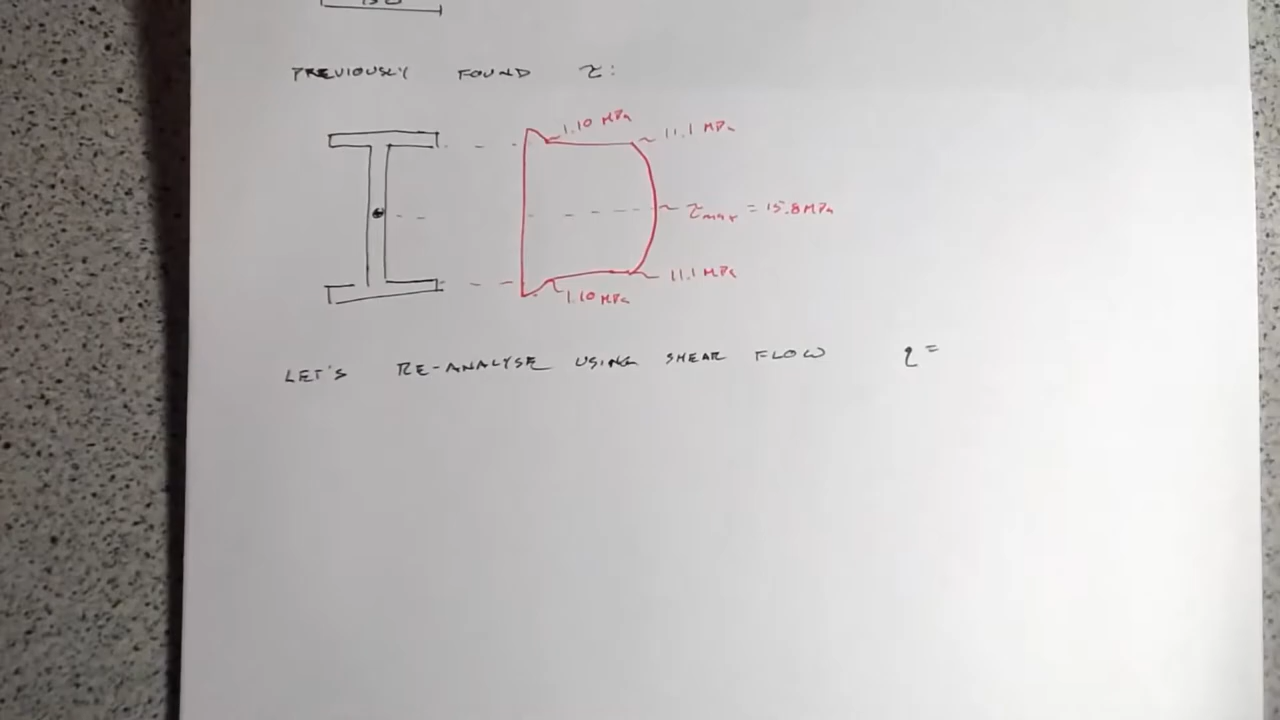 PREVIOUSLY FOUND τ:
1.10 MPa
11.1 MPa
τmax = 15.8 MPa
11.1 MPa
1.10 MPa
LET'S RE-ANALYSE USING SHEAR FLOW q =